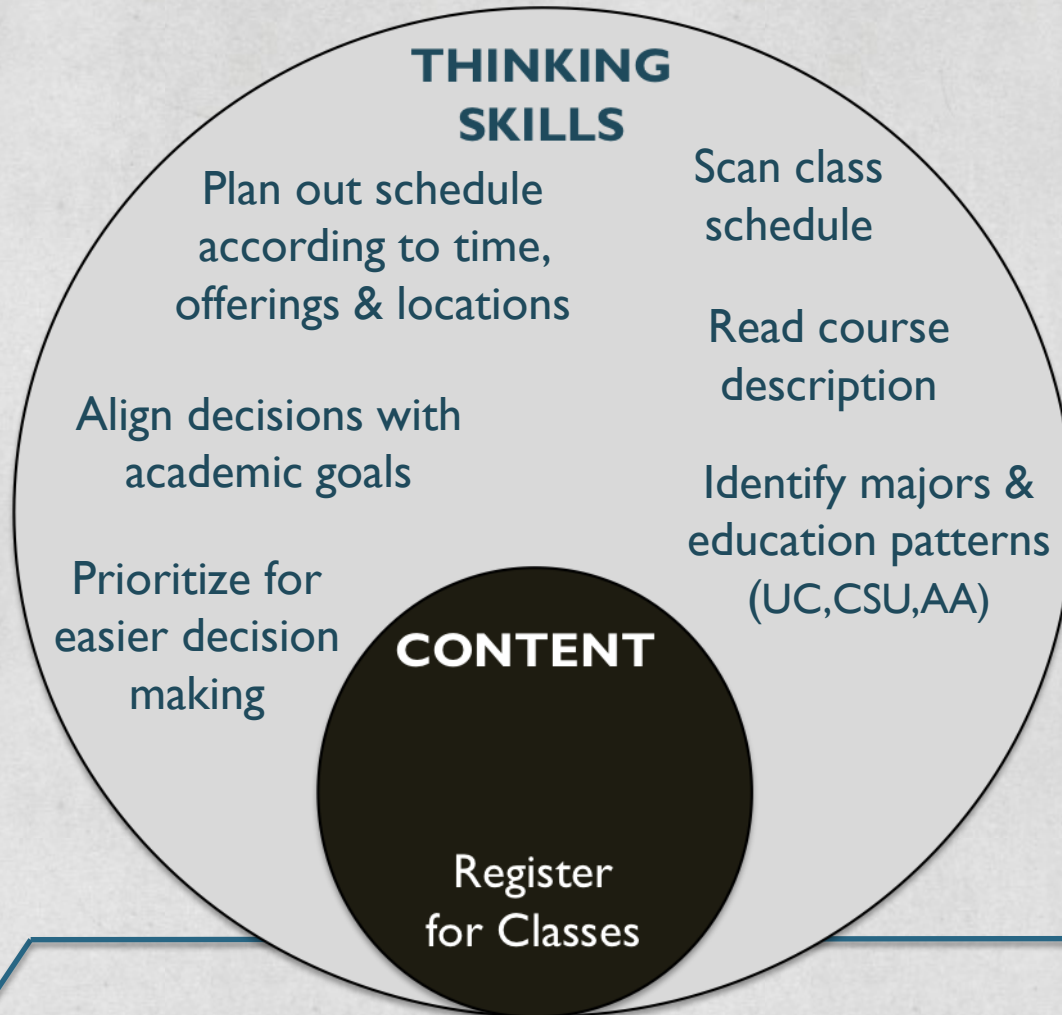 THINKING
SKILLS
Plan out schedule
according to time,
offerings & locations
Align decisions with
academic goals
Prioritize for
easier decision
making
Scan class
schedule
Read course
description
Identify majors &
education patterns
(UC,CSU,AA)
CONTENT
Register
for Classes